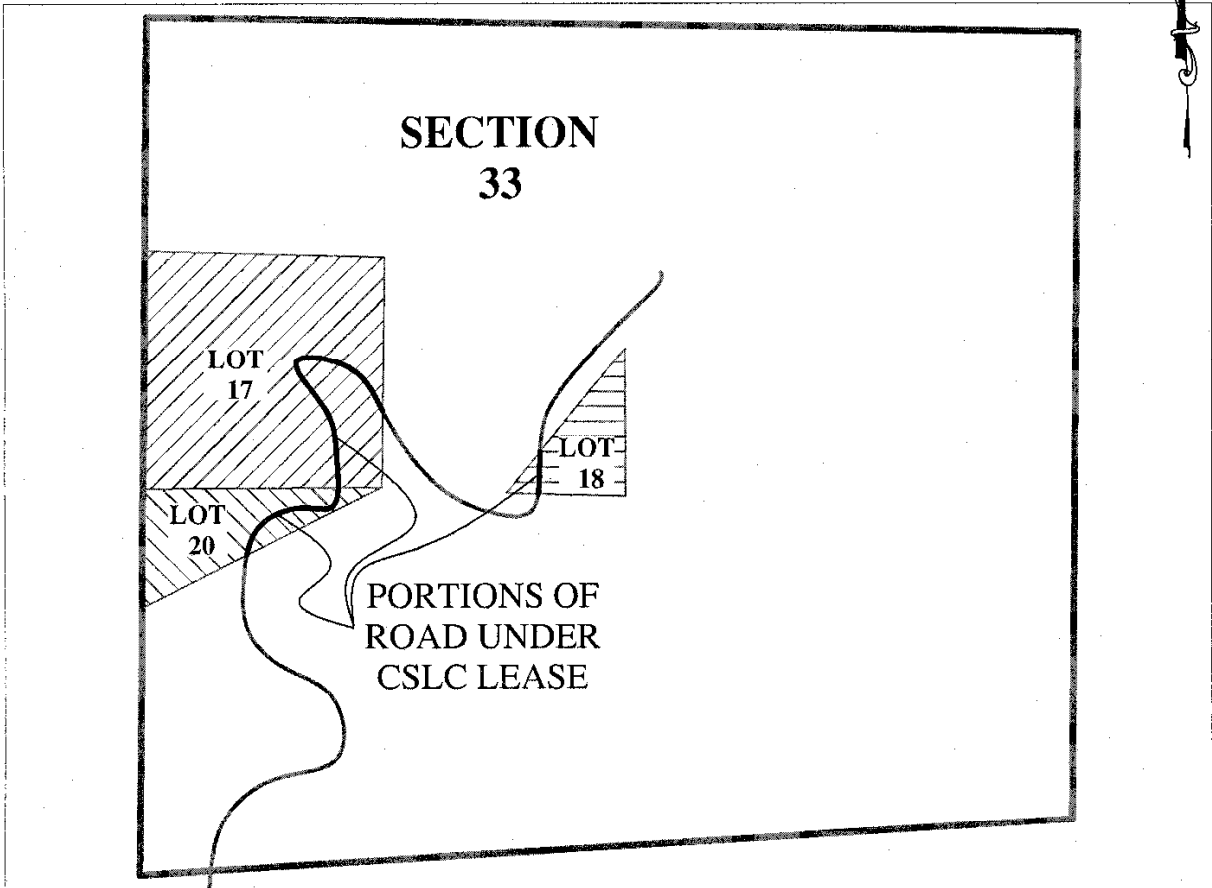 SECTION
33
LOT
17
LOT
18
LOT
20
PORTIONS OF
ROAD UNDER
CSLC LEASE